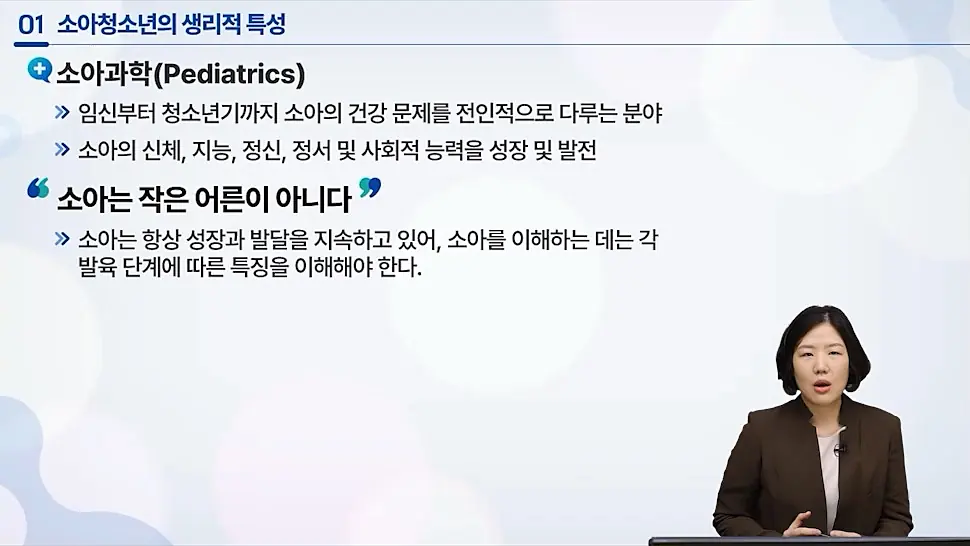 01 소아청소년의 생리적 특성
소아과학(Pediatrics)
» 임신부터 청소년기까지 소아의 건강 문제를 전인적으로 다루는 분야
» 소아의 신체, 지능, 정신, 정서 및 사회적 능력을 성장 및 발전
“ 소아는 작은 어른이 아니다 ”
» 소아는 항상 성장과 발달을 지속하고 있어, 소아를 이해하는 데는 각
발육 단계에 따른 특징을 이해해야 한다.